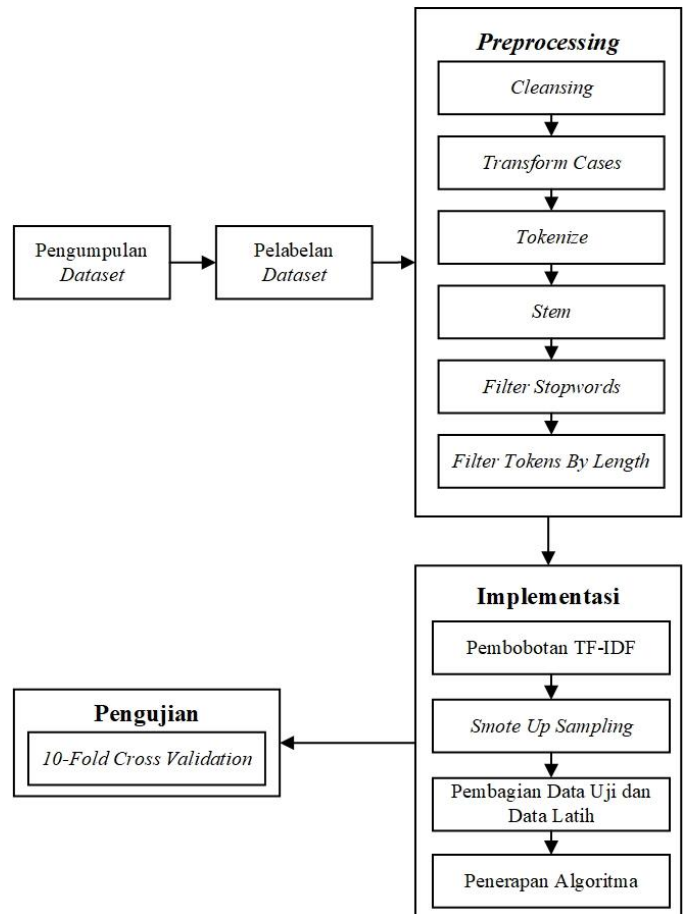 Pengumpulan
Dataset
Pelabelan
Dataset
Preprocessing
Cleansing
Transform Cases
Tokenize
Stem
Filter Stopwords
Filter Tokens By Length
Implementasi
Pembobotan TF-IDF
Smote Up Sampling
Pembagian Data Uji dan
Data Latih
Penerapan Algoritma
Pengujian
10-Fold Cross Validation